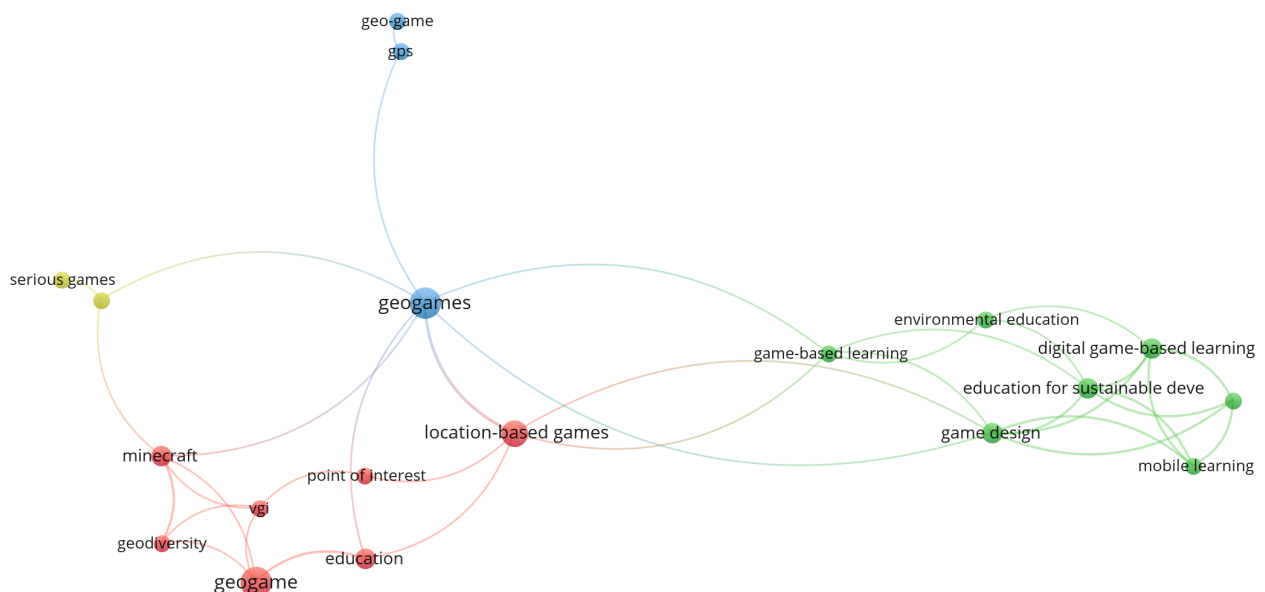 geo-game
gps
serious games
geogames
environmental education
digital game-based learning
game-based learning
education for sustainable deve
location-based games
game design
minecraft
mobile learning
point of interest
vgi
geodiversity
education
geogame